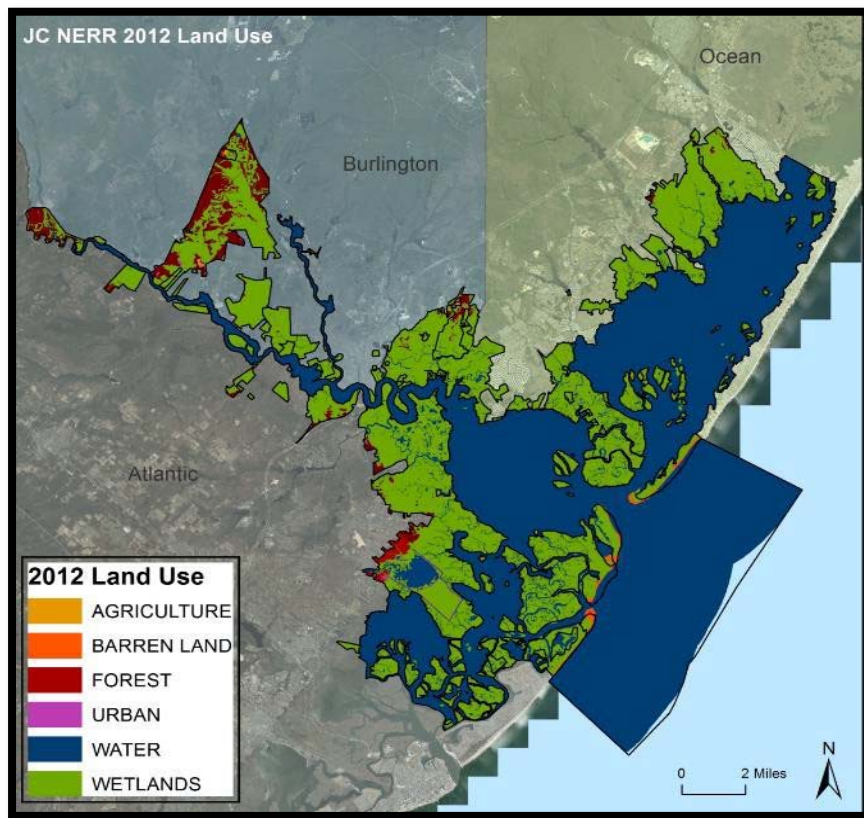 JC NERR 2012 Land Use
Ocean
Burlington
Atlantic
2012 Land Use
AGRICULTURE
BARREN LAND
FOREST
URBAN
WATER
WETLANDS
N
0 2 Miles